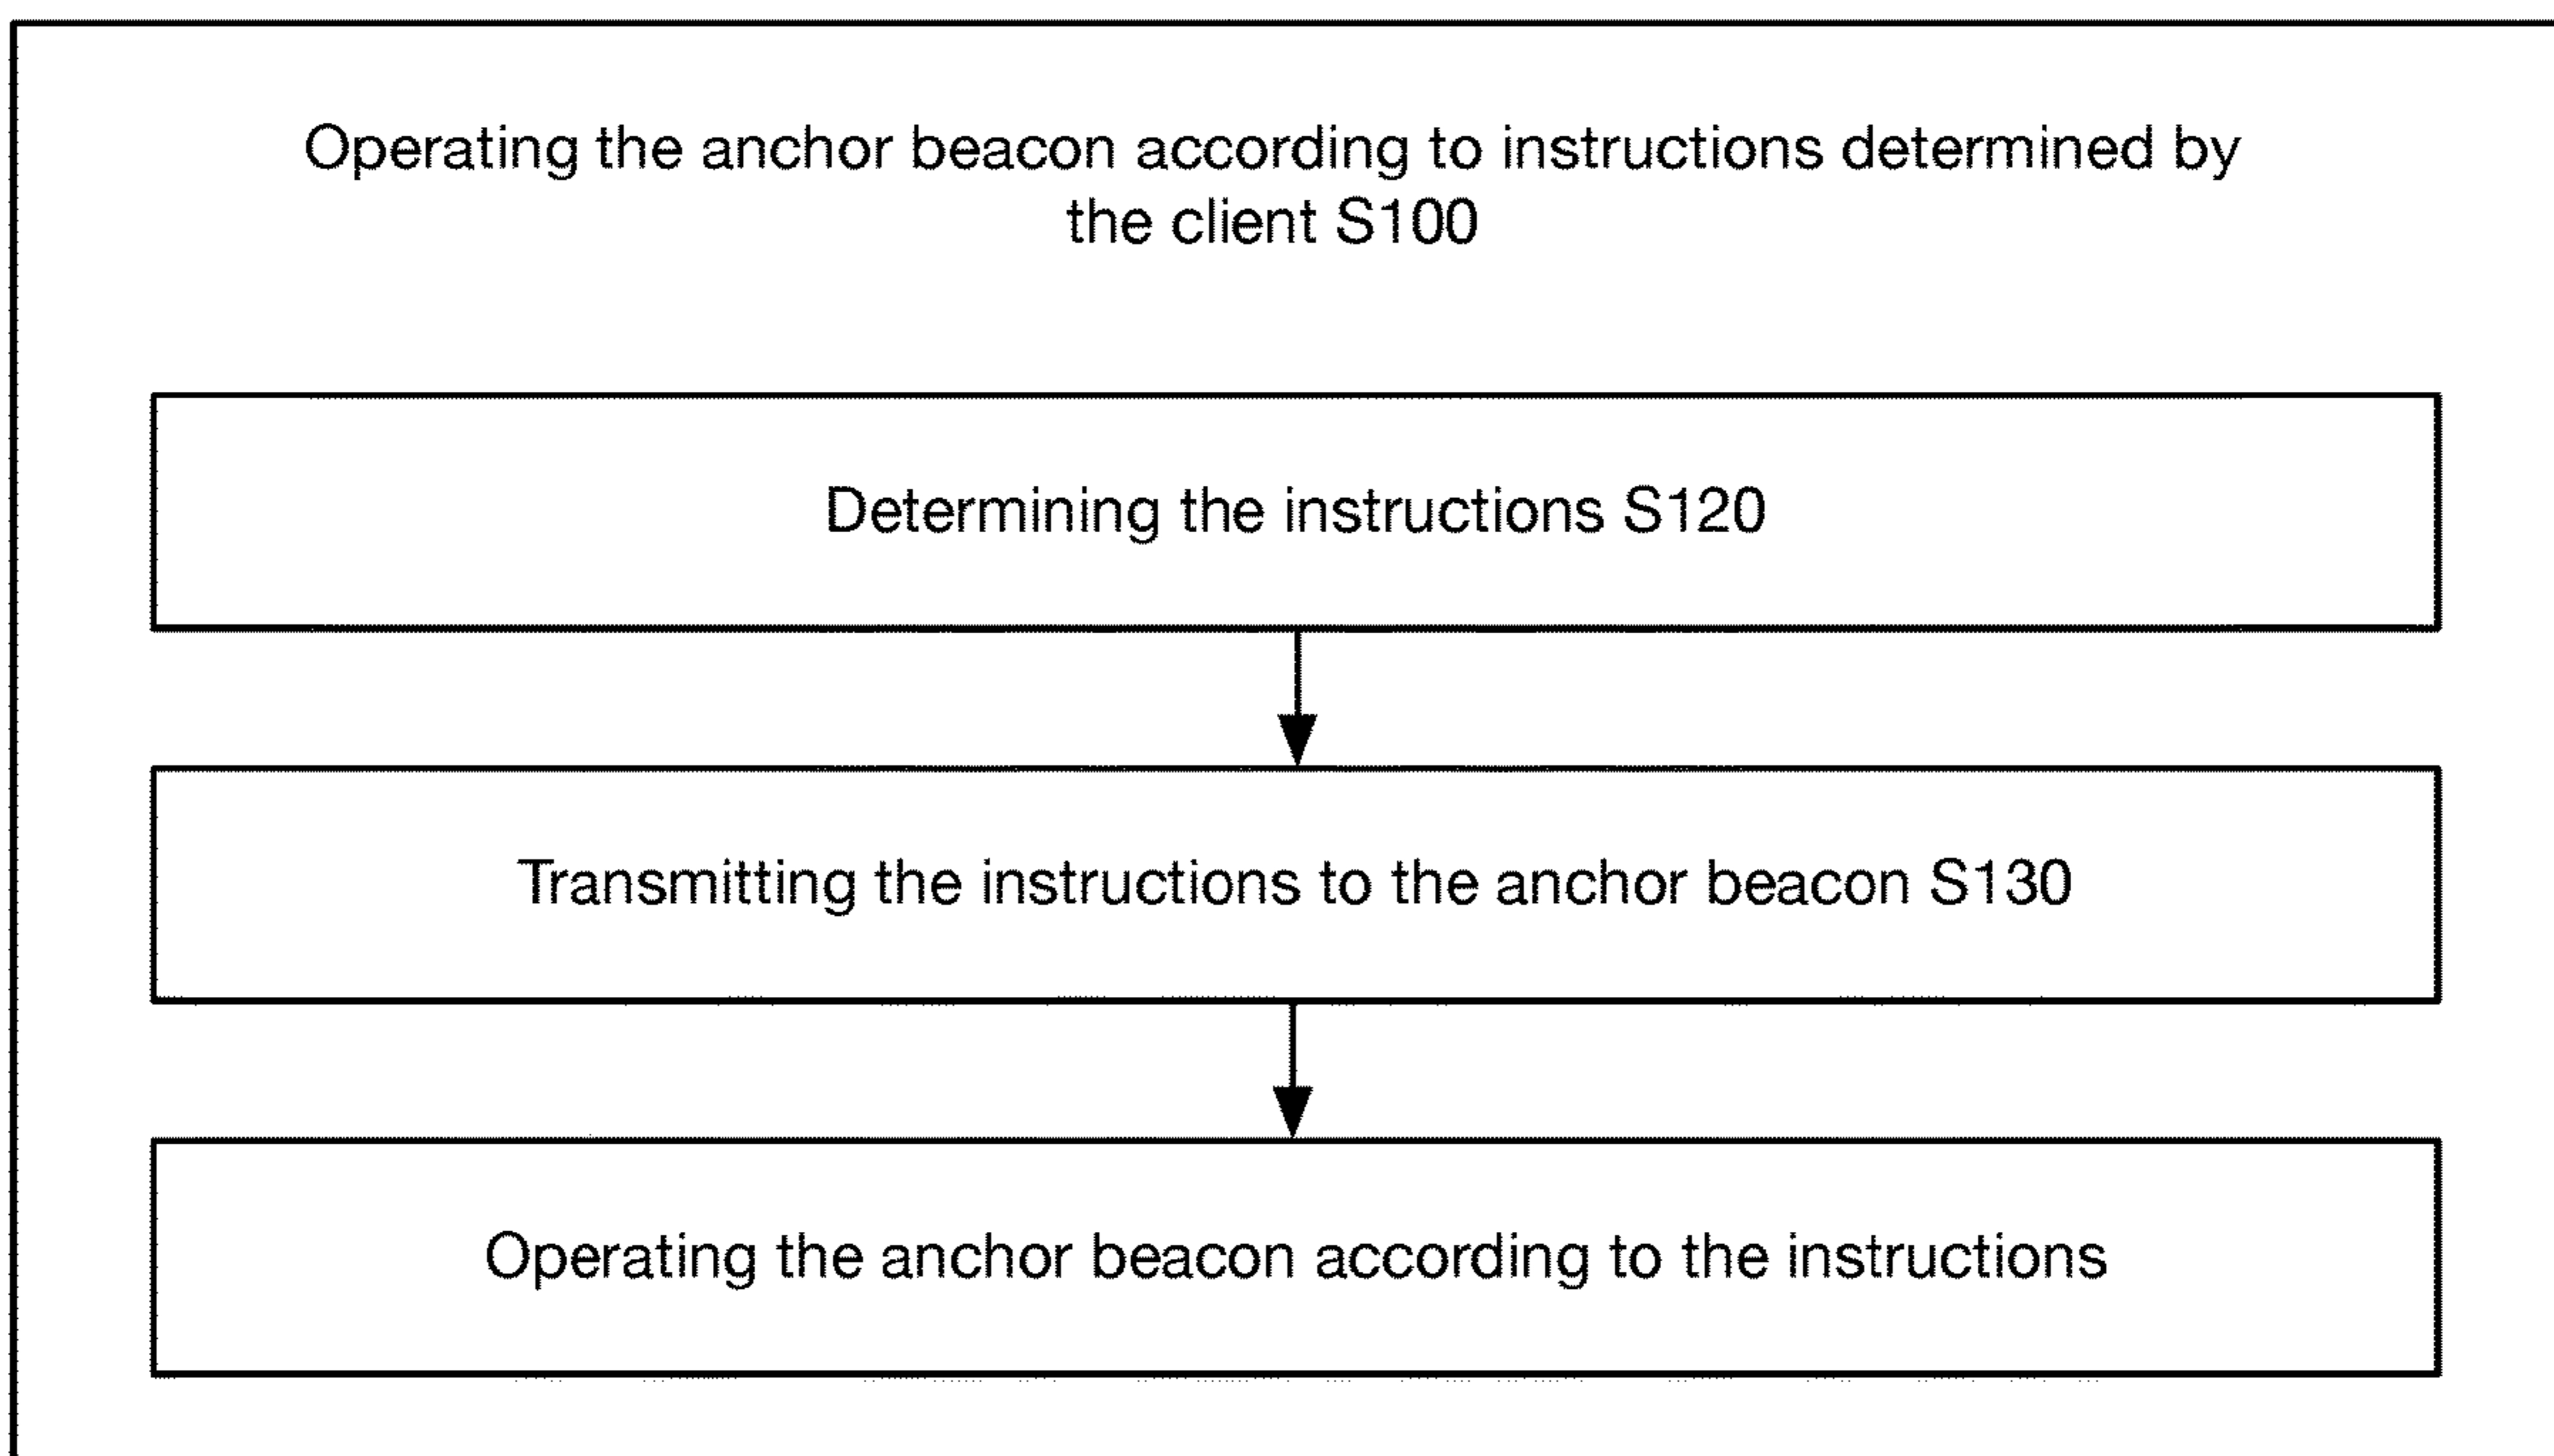 Operating the anchor beacon according to instructions determined by
the client S100
Determining the instructions S120
Transmitting the instructions to the anchor beacon S130
Operating the anchor beacon according to the instructions